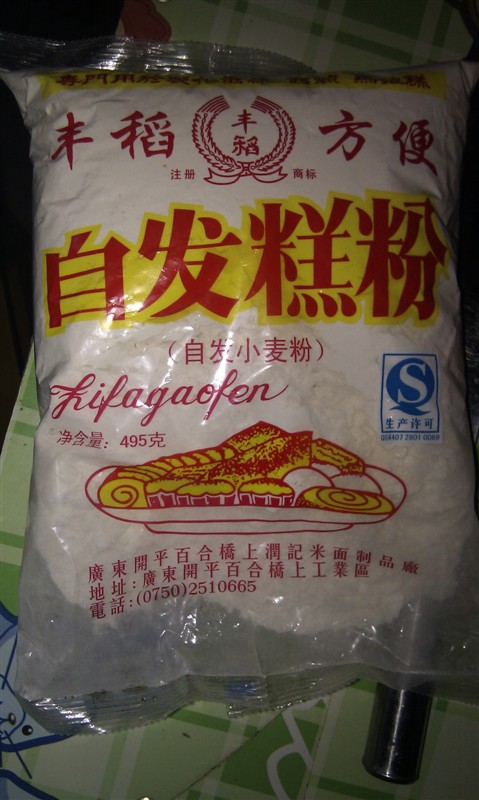 丰稻 丰稻 方便
注册 商标
自发糕粉
(自发小麦粉)
Zifagaofen
净含量: 495克
S
生产许可
QS4407 2801 0069
廣東開平百合橋上潤記米面制品廠
地址: 廣東開平百合橋上工業區
電話: (0750)2510665